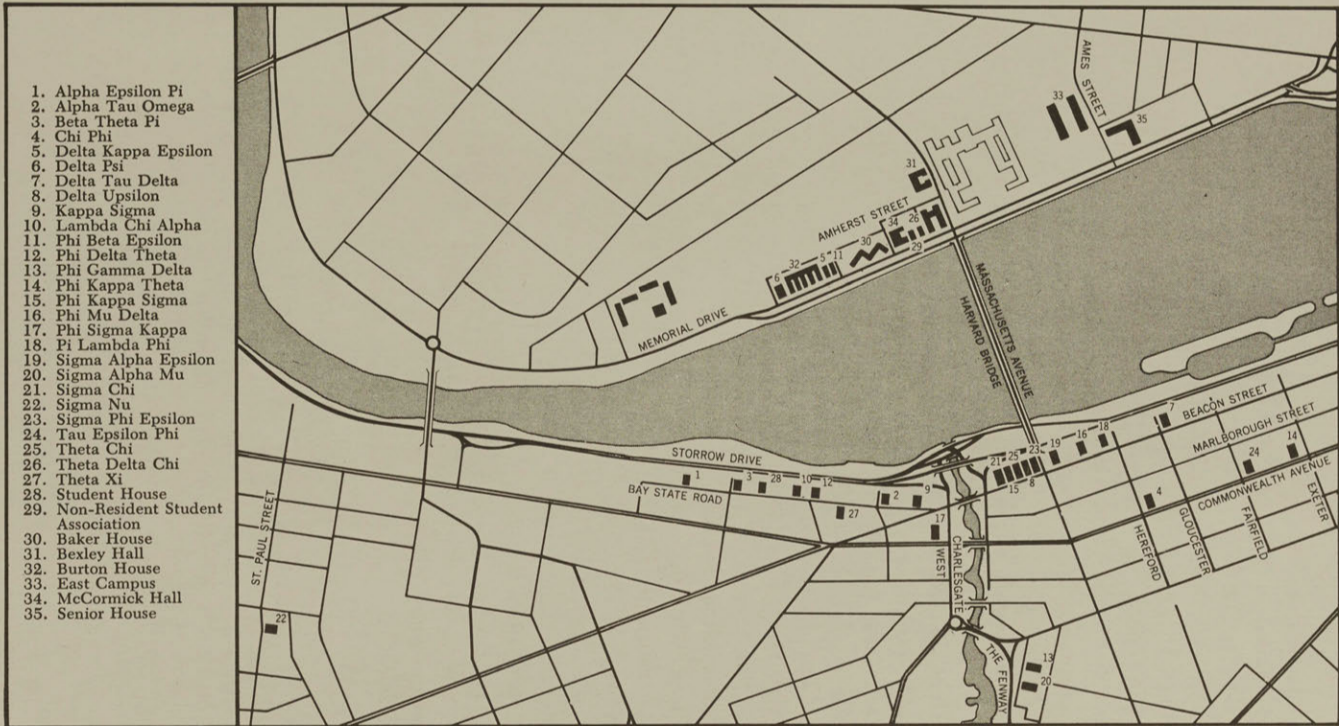 1. Alpha Epsilon Pi
2. Alpha Tau Omega
3. Beta Theta Pi
4. Chi Phi
5. Delta Kappa Epsilon
6. Delta Psi
7. Delta Tau Delta
8. Delta Upsilon
9. Kappa Sigma
10. Lambda Chi Alpha
11. Phi Beta Epsilon
12. Phi Delta Theta
13. Phi Gamma Delta
14. Phi Kappa Theta
15. Phi Kappa Sigma
16. Phi Mu Delta
17. Phi Sigma Kappa
18. Pi Lambda Phi
19. Sigma Alpha Epsilon
20. Sigma Alpha Mu
21. Sigma Chi
22. Sigma Nu
23. Sigma Phi Epsilon
24. Tau Epsilon Phi
25. Theta Chi
26. Theta Delta Chi
27. Theta Xi
28. Student House
29. Non-Resident Student
Association
30. Baker House
31. Bexley Hall
32. Burton House
33. East Campus
34. McCormick Hall
35. Senior House
AMES STREET
33
35
31
AMHERST STREET
34
26
29
30
5
11
32
6
MEMORIAL DRIVE
MASSACHUSETTS AVENUE
HARVARD BRIDGE
STORROW DRIVE
BAY STATE ROAD
1
3
28
10
12
27
2
9
17
WEST
CHARLESGATE
21
25
23
15
8
19
16
18
7
BEACON STREET
MARLBOROUGH STREET
COMMONWEALTH AVENUE
4
24
14
HEREFORD
GLOUCESTER
FAIRFIELD
EXETER
ST. PAUL STREET
22
THE FENWAY
13
20